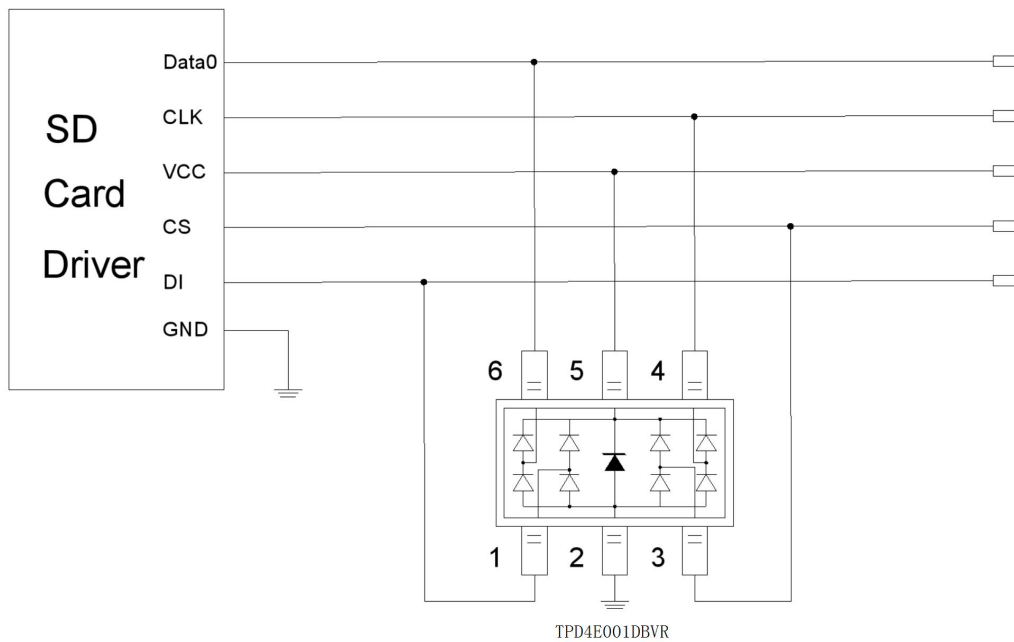 Data0
CLK
VCC
CS
DI
GND
SD
Card
Driver
6 5 4
1 2 3
TPD4E001DBVR